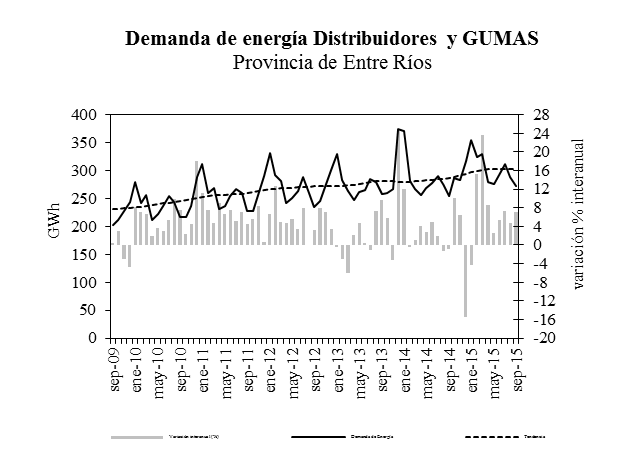 Demanda de energía Distribuidores y GUMAS
Provincia de Entre Ríos
GWh
400
350
300
250
200
150
100
50
0
28
24
20
16
12
8
4
0
-4
-8
-12
-16
-20
variación % interanual
sep-09
ene-10
may-10
sep-10
ene-11
may-11
sep-11
ene-12
may-12
sep-12
ene-13
may-13
sep-13
ene-14
may-14
sep-14
ene-15
may-15
sep-15
Variación interanual (%)
Demanda de Energía
Tendencia